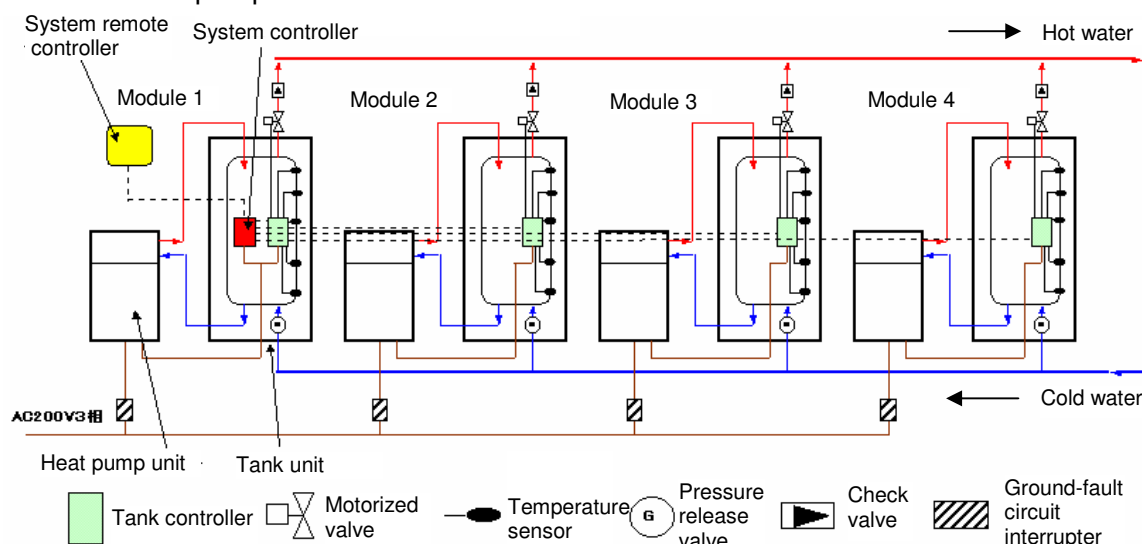 System remote
controller
System controller
Hot water
Module 1
Module 2
Module 3
Module 4
Cold water
AC200V3相
Heat pump unit
Tank unit
Tank controller
Motorized
valve
Temperature
sensor
G
Pressure
release
valve
Check
valve
Ground-fault
circuit
interrupter